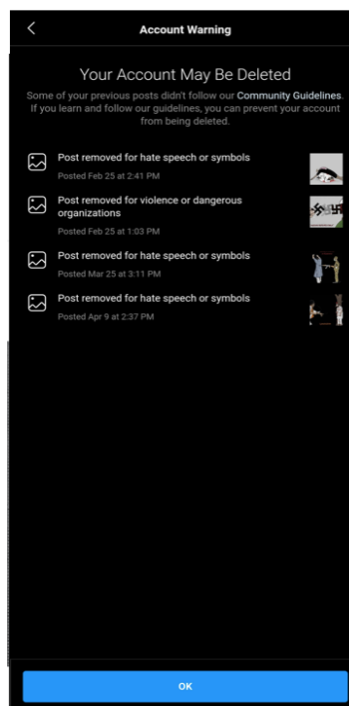 Account Warning
Your Account May Be Deleted
Some of your previous posts didn't follow our Community Guidelines.
If you learn and follow our guidelines, you can prevent your account
from being deleted.
Post removed for hate speech or symbols
Posted Feb 25 at 2:41 PM
Post removed for violence or dangerous
organizations
Posted Feb 25 at 1:03 PM
Post removed for hate speech or symbols
Posted Mar 25 at 3:11 PM
Post removed for hate speech or symbols
Posted Apr 9 at 2:37 PM
OK